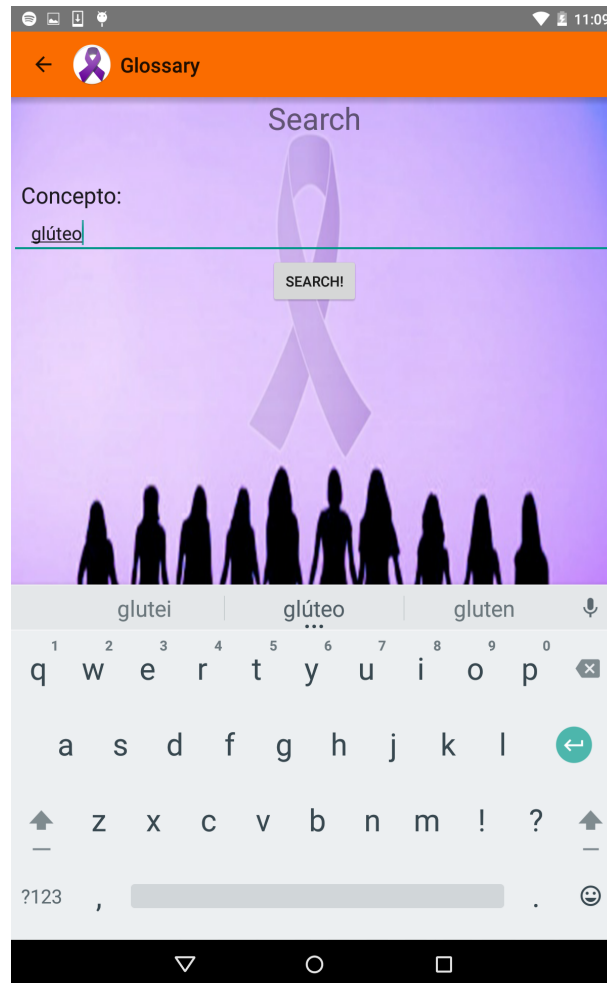 11:09
Glossary
Search
Concepto:
glúteo
SEARCH!
glutei glúteo gluten
1 2 3 4 5 6 7 8 9 0
q w e r t y u i o p
a s d f g h j k l
z x c v b n m ! ?
?123 , .